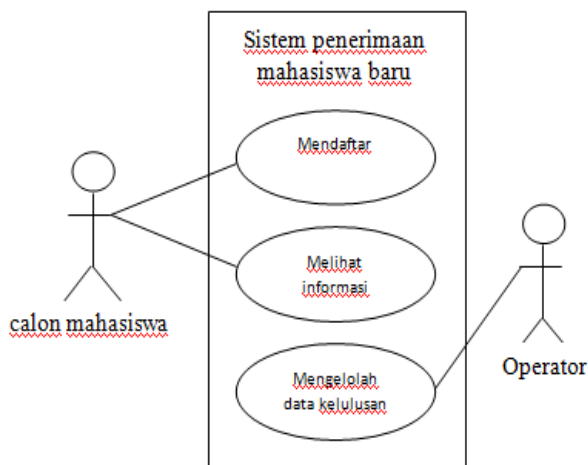 Sistem penerimaan
mahasiswa baru
Mendaftar
Melihat
informasi
calon mahasiswa
Mengelolah
data kelulusan
Operator